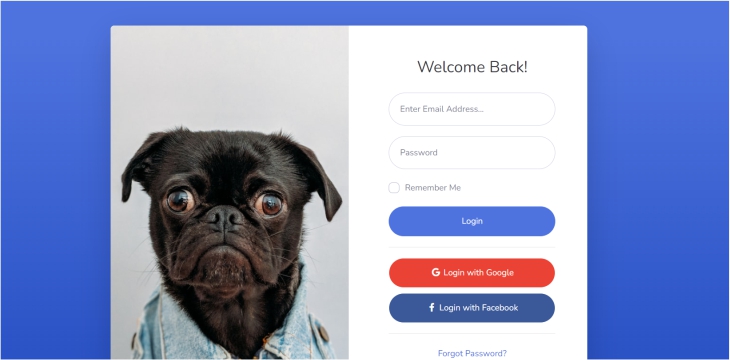 Welcome Back!
Enter Email Address...
Password
Remember Me
Login
Login with Google
Login with Facebook
Forgot Password?